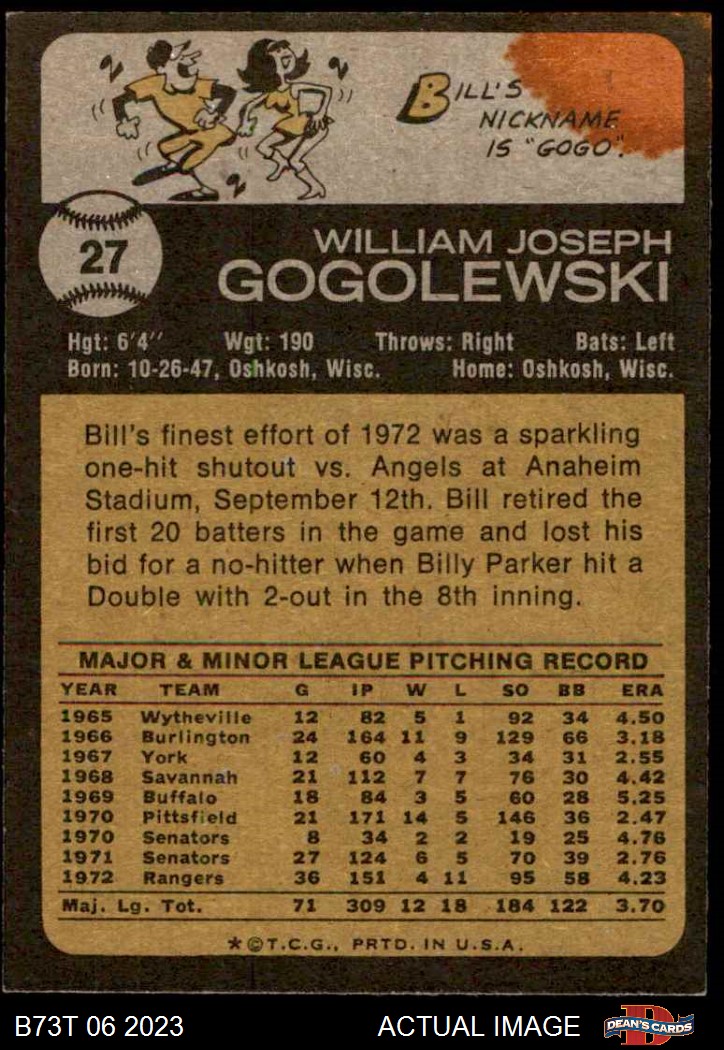 BILL'S
NICKNAME
IS "GOGO".
27
WILLIAM JOSEPH
GOGOLEWSKI
Hgt: 6'4" Wgt: 190 Throws: Right Bats: Left
Born: 10-26-47, Oshkosh, Wisc. Home: Oshkosh, Wisc.
Bill's finest effort of 1972 was a sparkling
one-hit shutout vs. Angels at Anaheim
Stadium, September 12th. Bill retired the
first 20 batters in the game and lost his
bid for a no-hitter when Billy Parker hit a
Double with 2-out in the 8th inning.
MAJOR & MINOR LEAGUE PITCHING RECORD
YEAR TEAM G IP W L SO BB ERA
1965 Wytheville 12 82 5 1 92 34 4.50
1966 Burlington 24 164 11 9 129 66 3.18
1967 York 12 60 4 3 34 31 2.55
1968 Savannah 21 112 7 7 76 30 4.42
1969 Buffalo 18 84 3 5 60 28 5.25
1970 Pittsfield 21 171 14 5 146 36 2.47
1970 Senators 8 34 2 2 19 25 4.76
1971 Senators 27 124 6 5 70 39 2.76
1972 Rangers 36 151 4 11 95 58 4.23
Maj. Lg. Tot. 71 309 12 18 184 122 3.70
*©T.C.G., PRTD. IN U.S.A.
B73T 06 2023 ACTUAL IMAGE D DEAN'S CARDS